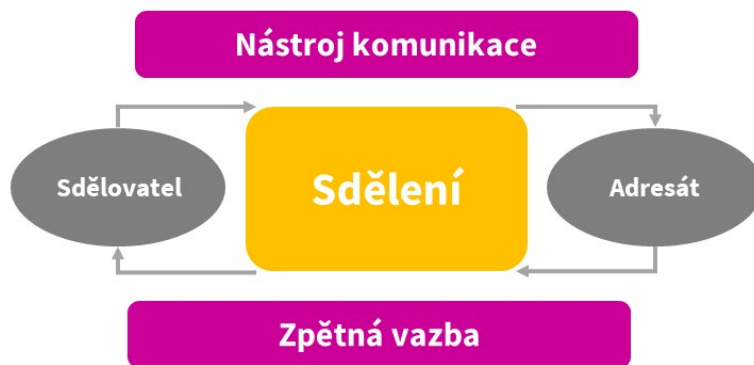 Nástroj komunikace
Sdělovatel
Sdělení
Adresát
Zpětná vazba